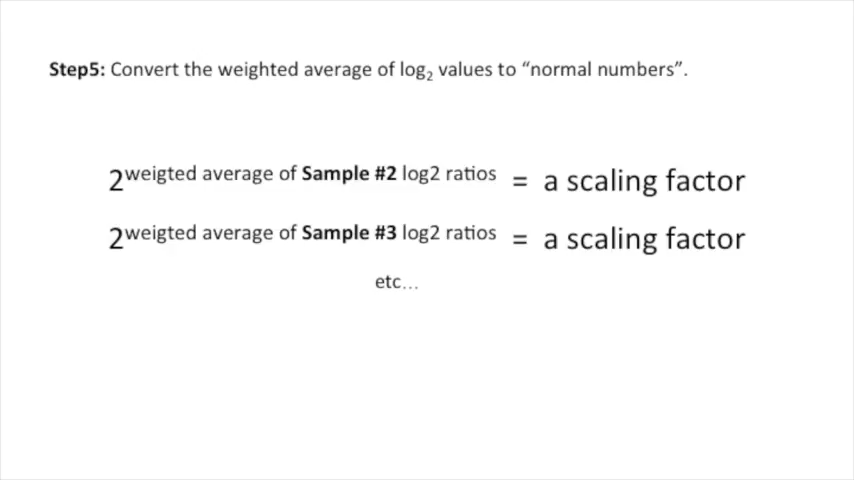 Step5: Convert the weighted average of log₂ values to “normal numbers”.
2^weigted average of Sample #2 log2 ratios = a scaling factor
2^weigted average of Sample #3 log2 ratios = a scaling factor
etc…